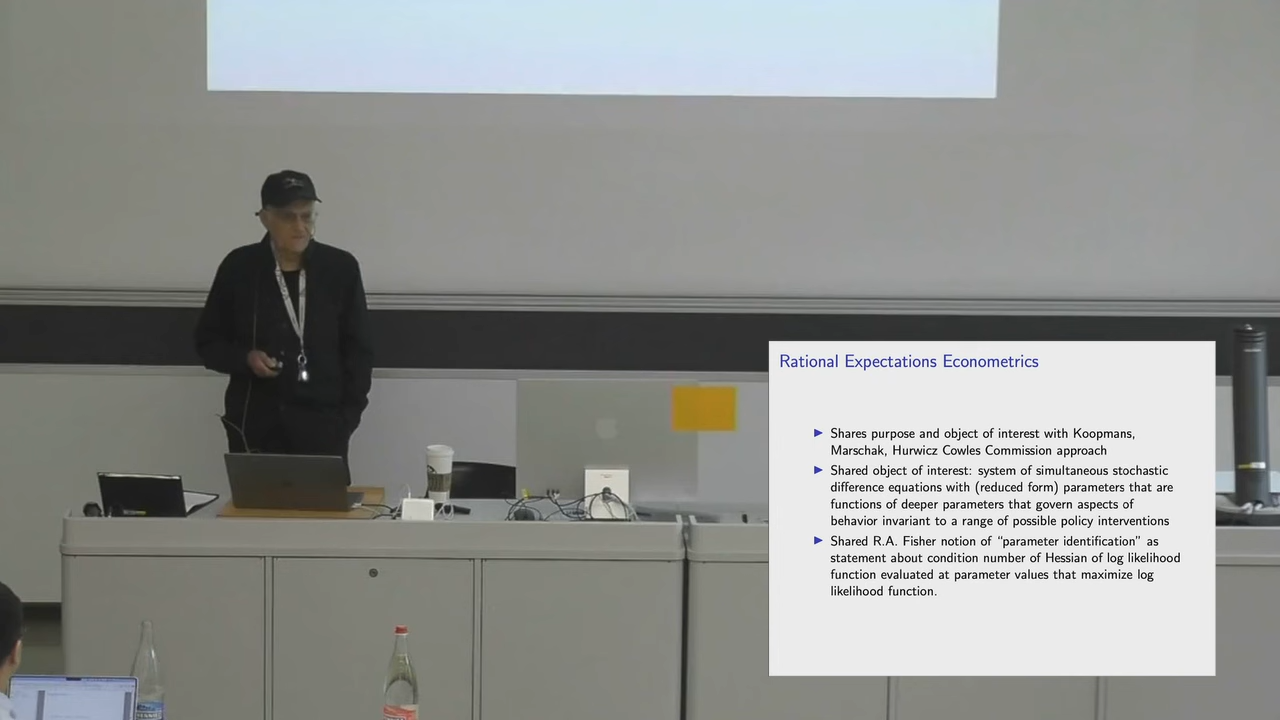 Rational Expectations Econometrics
Shares purpose and object of interest with Koopmans,
Marschak, Hurwicz Cowles Commission approach
Shared object of interest: system of simultaneous stochastic
difference equations with (reduced form) parameters that are
functions of deeper parameters that govern aspects of
behavior invariant to a range of possible policy interventions
Shared R.A. Fisher notion of “parameter identification” as
statement about condition number of Hessian of log likelihood
function evaluated at parameter values that maximize log
likelihood function.